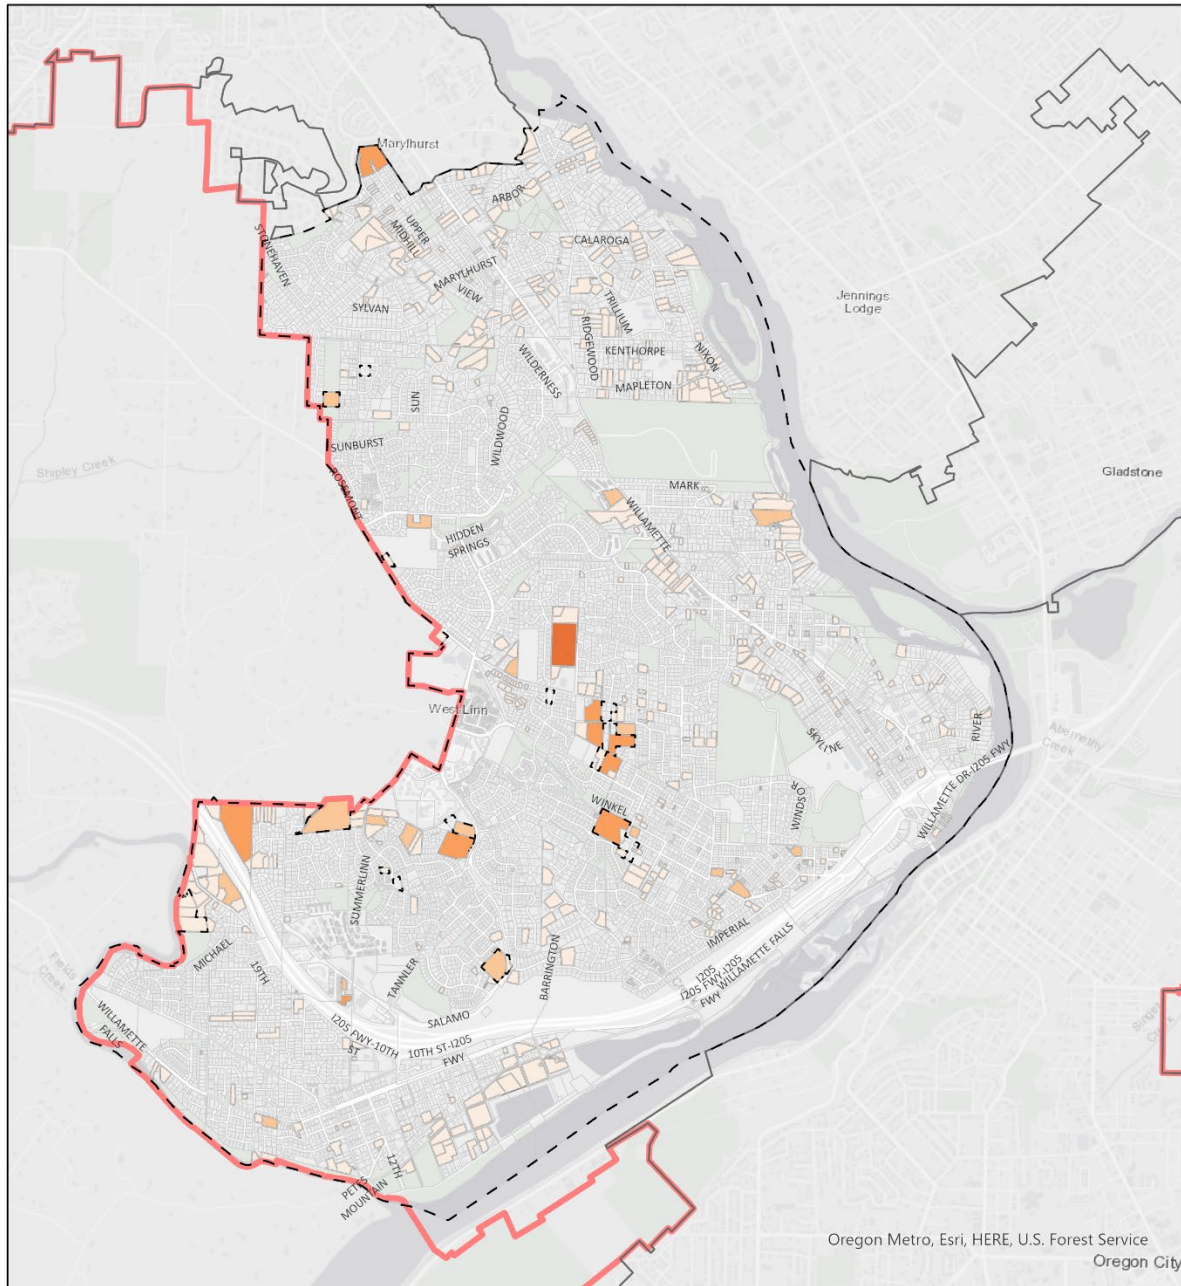 Marylhurst
ARBOR
UPPER
MIDHILL
CALAROGA
STONEHAVEN
MARYLHURST
VIEW
Jennings
Lodge
SYLVAN
TRILLIUM
RIDGEWOOD
KENTHORPE
NIXON
WILDERNESS
MAPLETON
SUN
WILDWOOD
SUNBURST
Shipley Creek
Gladstone
ROSEMONT
MARK
WILLAMETTE
HIDDEN
SPRINGS
West Linn
SKYLINE
RIVER
Abernethy
Creek
WILLAMETTE DR-I205 FWY
WINKEL
WINDSOR
SUMMERLINN
IMPERIAL
MICHAEL
19TH
TANNLER
BARRINGTON
I205
I205 FWY-I205
FWY WILLAMETTE FALLS
Fields
Creek
SALAMO
WILLAMETTE
FALLS
I205 FWY-10TH
ST
10TH ST-I205
FWY
12TH
PETES
MOUNTAIN
Oregon Metro, Esri, HERE, U.S. Forest Service
Oregon City